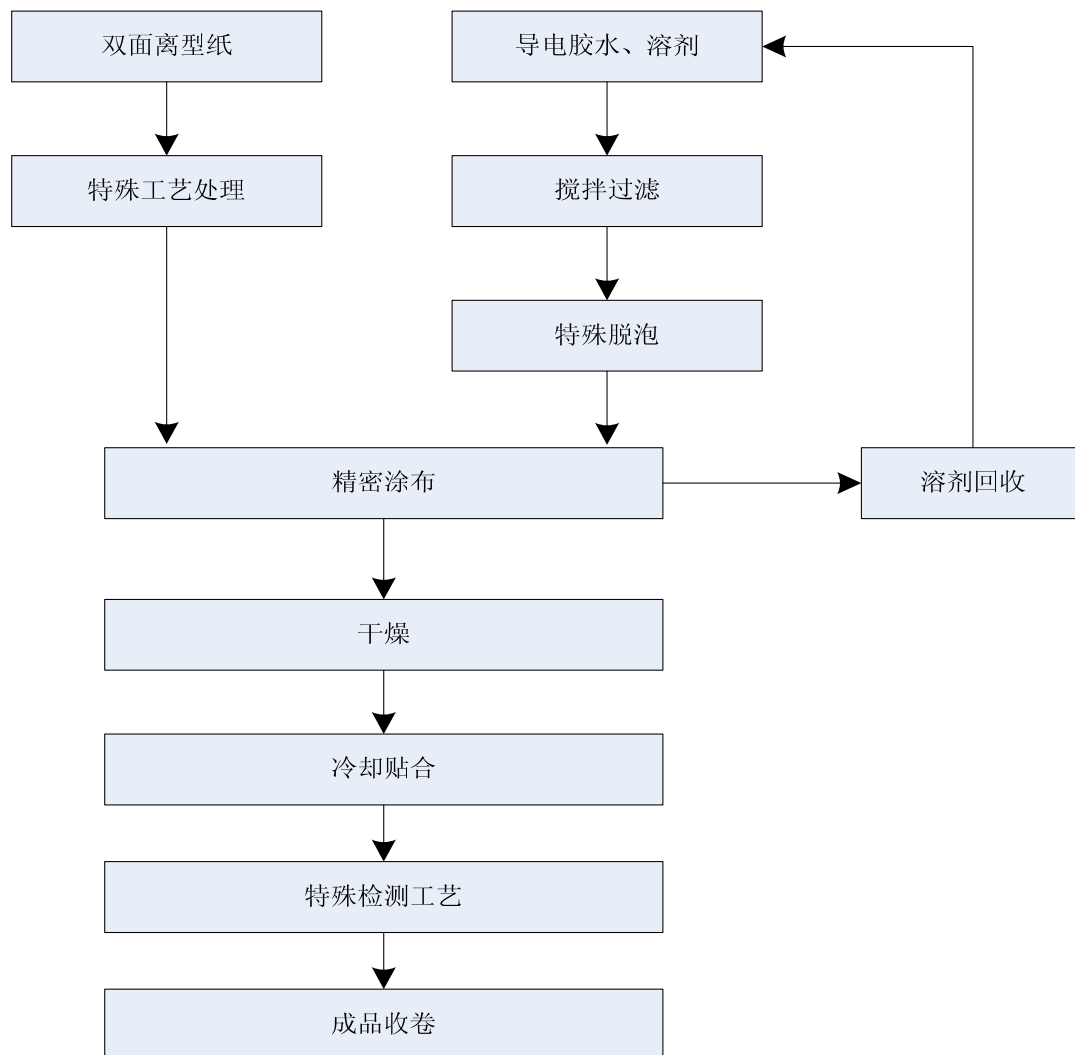 双面离型纸
导电胶水、溶剂
特殊工艺处理
搅拌过滤
特殊脱泡
精密涂布
溶剂回收
干燥
冷却贴合
特殊检测工艺
成品收卷